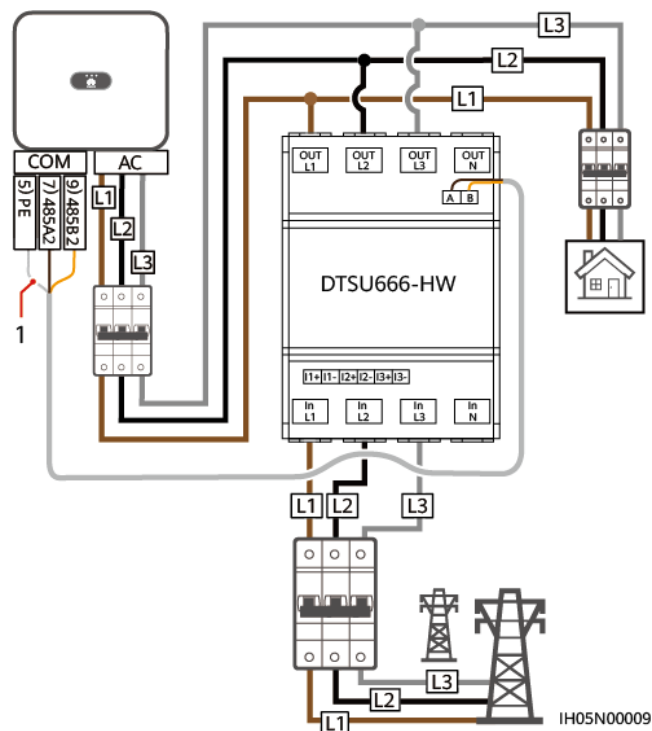 L3
L2
L1
COM
AC
5) PE
7) 485A2
9) 485B2
L1
L2
L3
1
OUT L1
OUT L2
OUT L3
OUT N
A B
DTSU666-HW
I1+ I1- I2+ I2- I3+ I3-
In L1
In L2
In L3
In N
L1
L2
L3
L3
L2
L1
IH05N00009